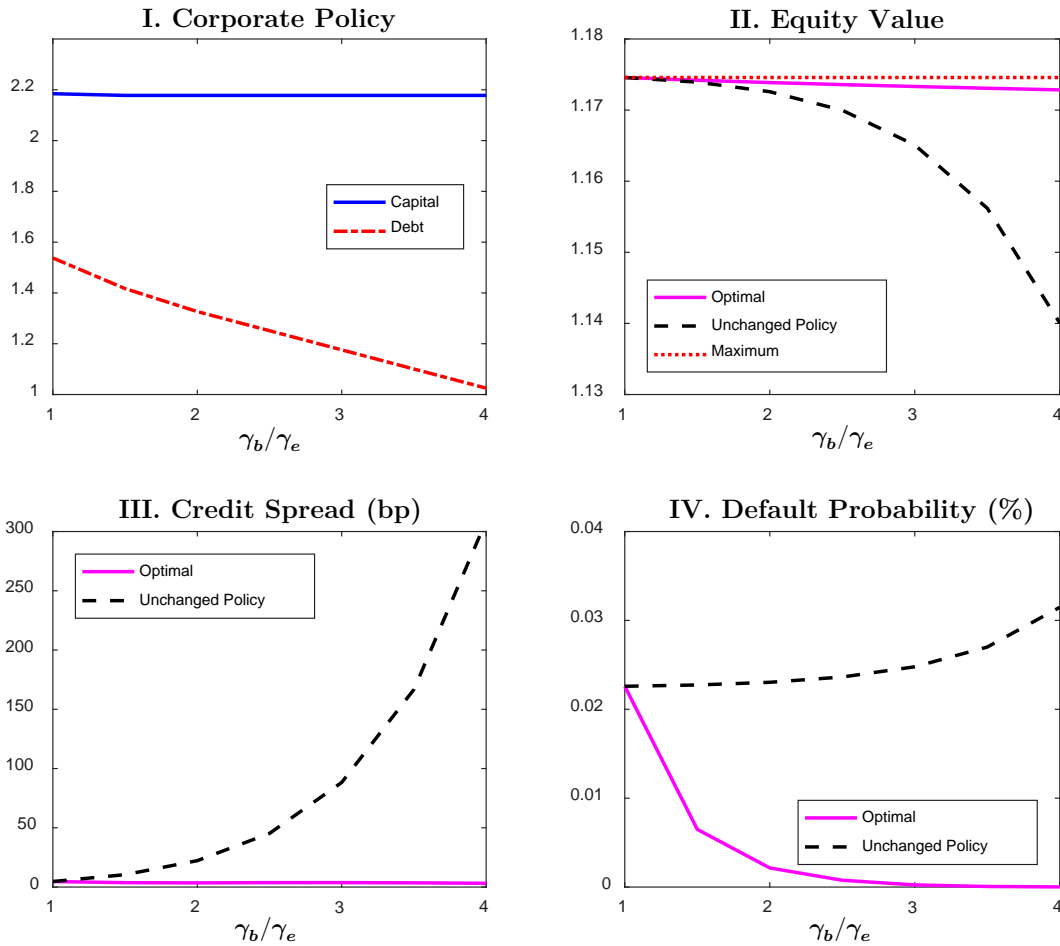 I. Corporate Policy
2.2
2
1.8
1.6
1.4
1.2
1
Capital
Debt
1
2
3
4
γb/γe
II. Equity Value
1.18
1.17
1.16
1.15
1.14
1.13
Optimal
Unchanged Policy
Maximum
1
2
3
4
γb/γe
III. Credit Spread (bp)
300
250
200
150
100
50
0
Optimal
Unchanged Policy
1
2
3
4
γb/γe
IV. Default Probability (%)
0.04
0.03
0.02
0.01
0
Optimal
Unchanged Policy
1
2
3
4
γb/γe